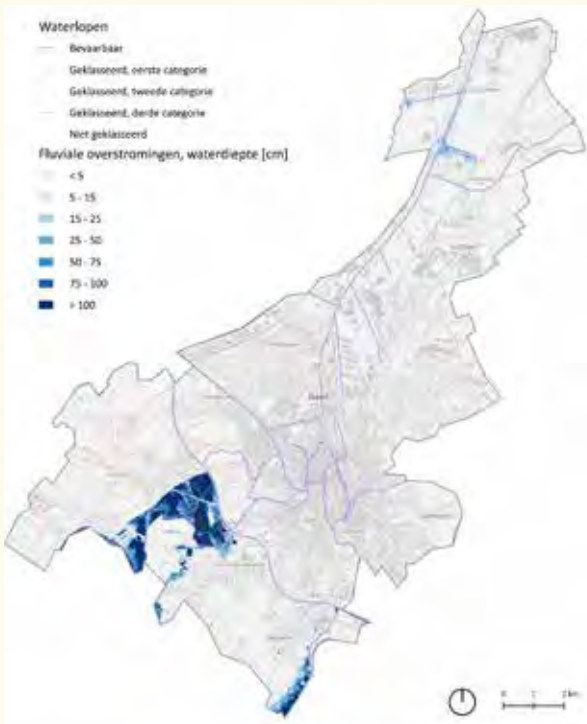 Waterlopen
Bevaarbaar
Geklasseerd, eerste categorie
Geklasseerd, tweede categorie
Geklasseerd, derde categorie
Niet geklasseerd
Fluviale overstromingen, waterdiepte [cm]
< 5
5 - 15
15 - 25
25 - 50
50 - 75
75 - 100
> 100
Gent
0 1 2 km